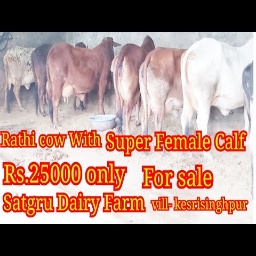 Rathi cow With Super Female Calf
Rs.25000 only For sale
Satgru Dairy Farm vill- kesrisinghpur